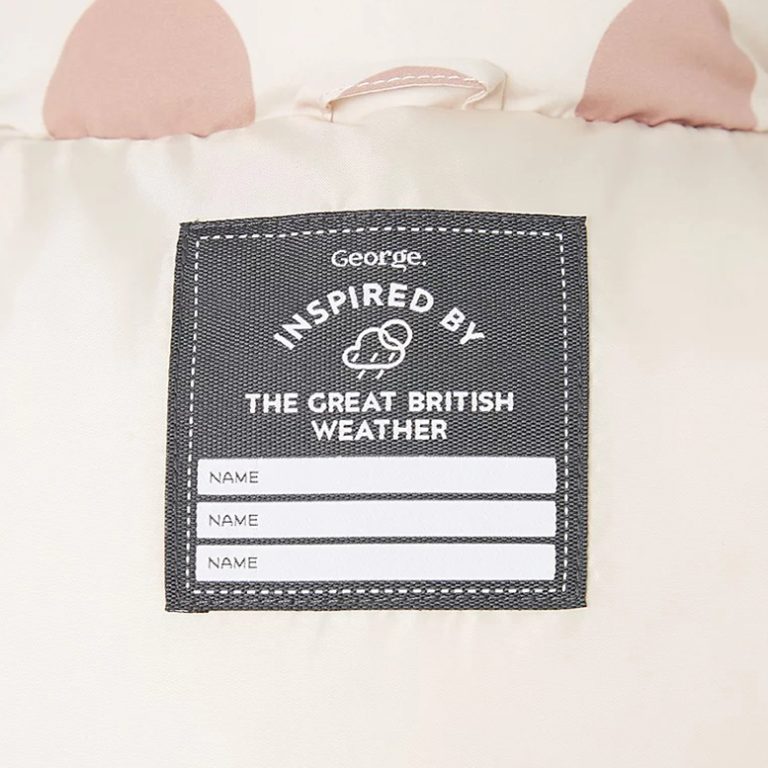 George.
INSPIRED BY
THE GREAT BRITISH
WEATHER
NAME
NAME
NAME